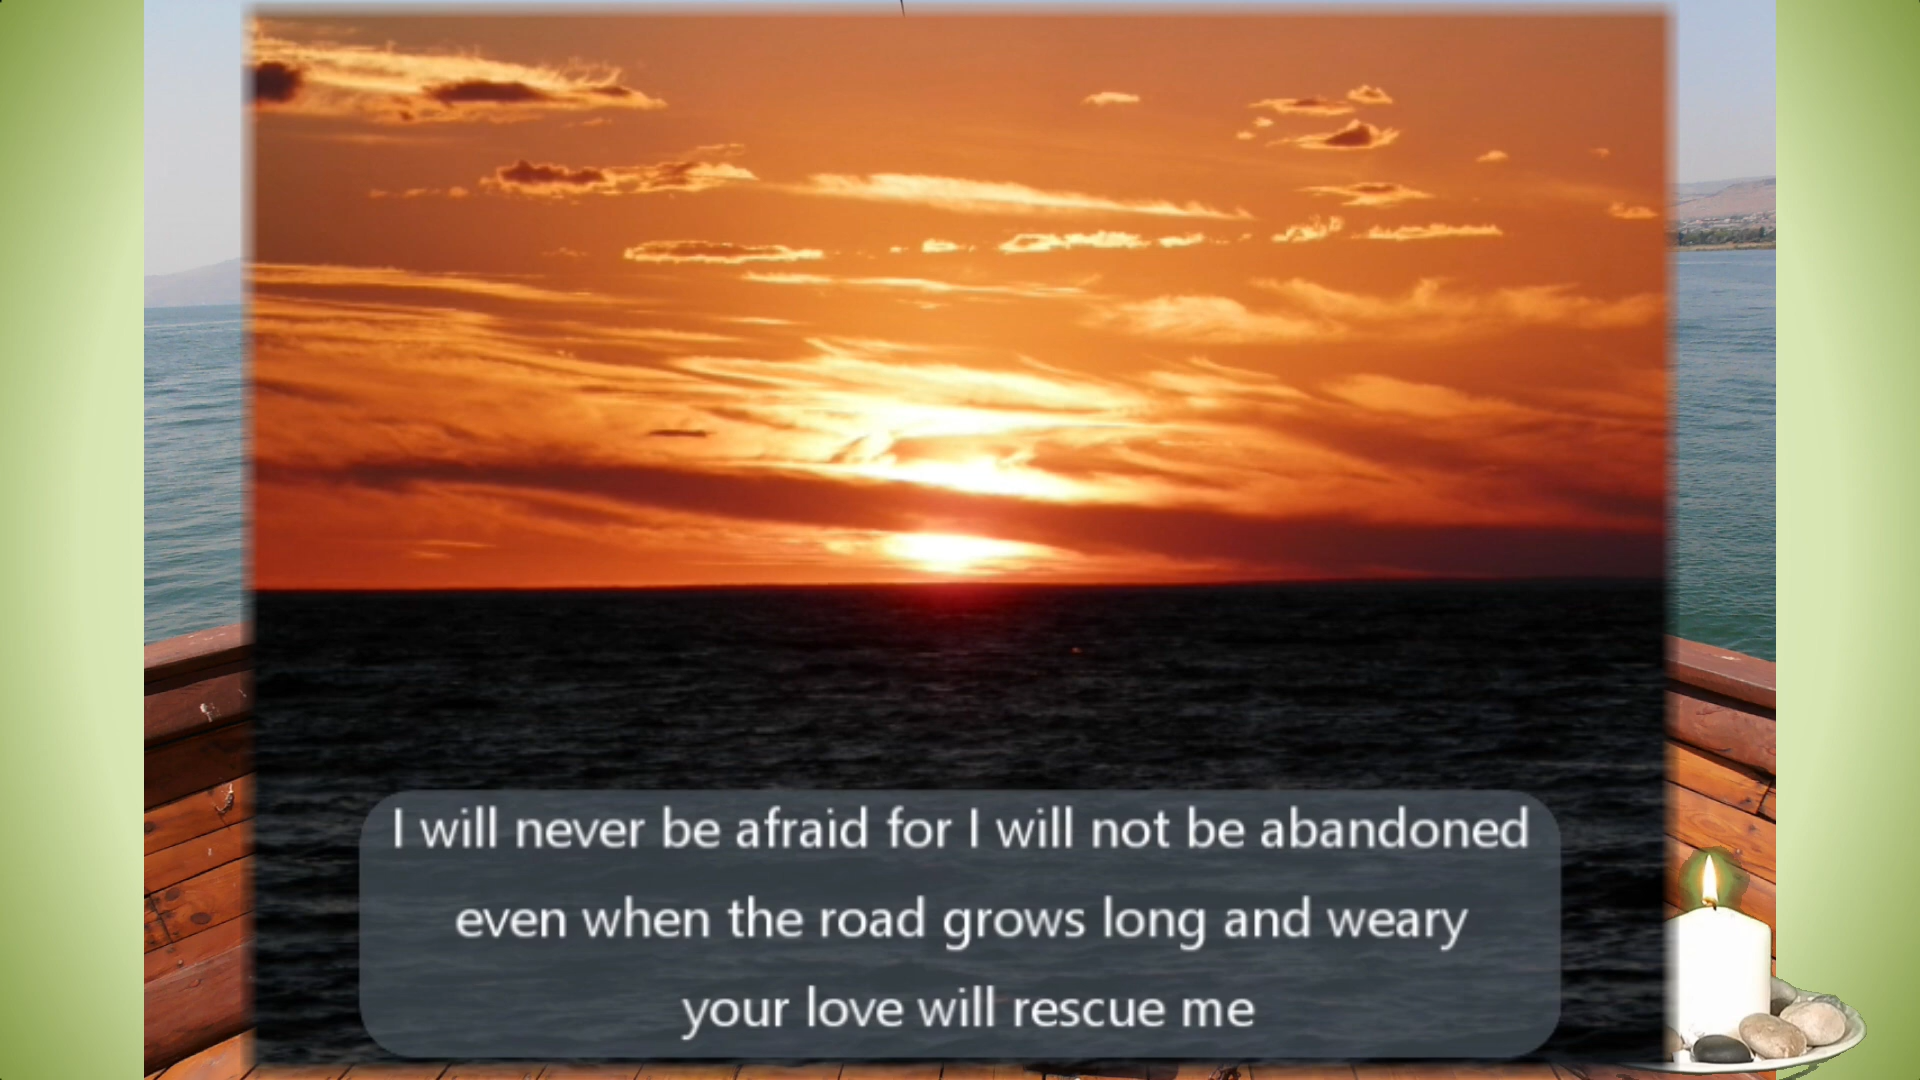 I will never be afraid for I will not be abandoned
even when the road grows long and weary
your love will rescue me